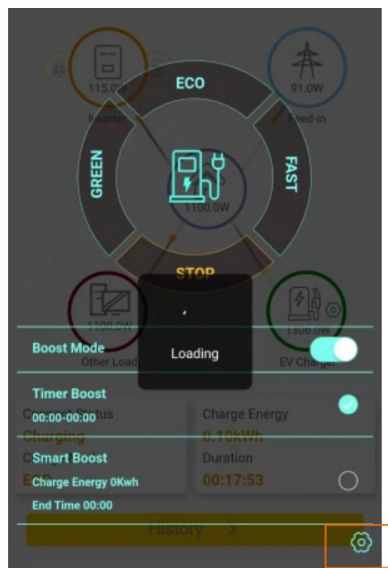 115.0W
ECO
91.0W
Inverter
Feed-in
GREEN
FAST
1100.0W
STOP
1100.0W
1306.0W
Boost Mode
Loading
Other Load
EV Charger
Timer Boost
00:00-00:00
Status
Charging
Charge Energy
0.10kWh
Smart Boost
Duration
Charge Energy 0Kwh
00:17:53
End Time 00:00
History >